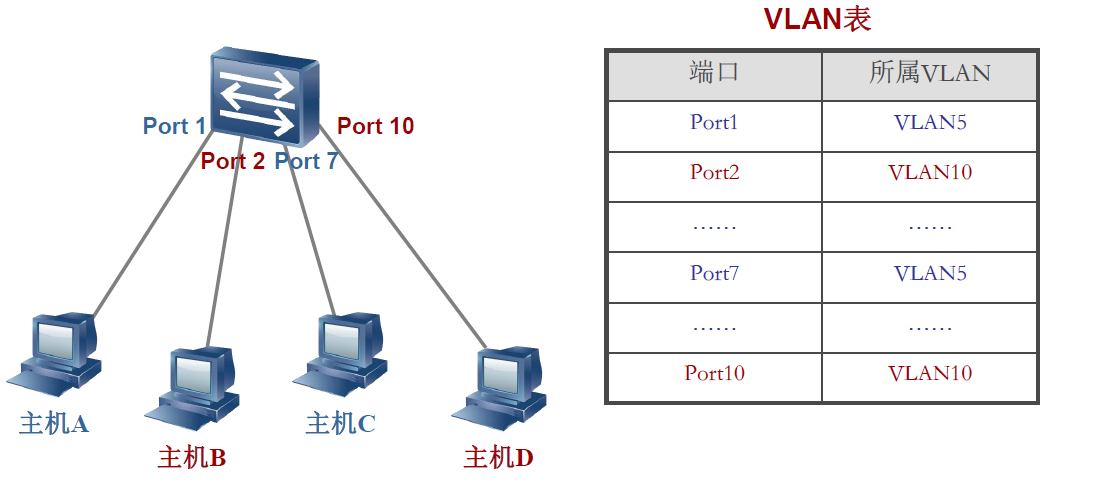 Port 1
Port 10
Port 2 Port 7
主机A
主机C
主机B
主机D
VLAN表
端口 所属VLAN
Port1 VLAN5
Port2 VLAN10
…… ……
Port7 VLAN5
…… ……
Port10 VLAN10